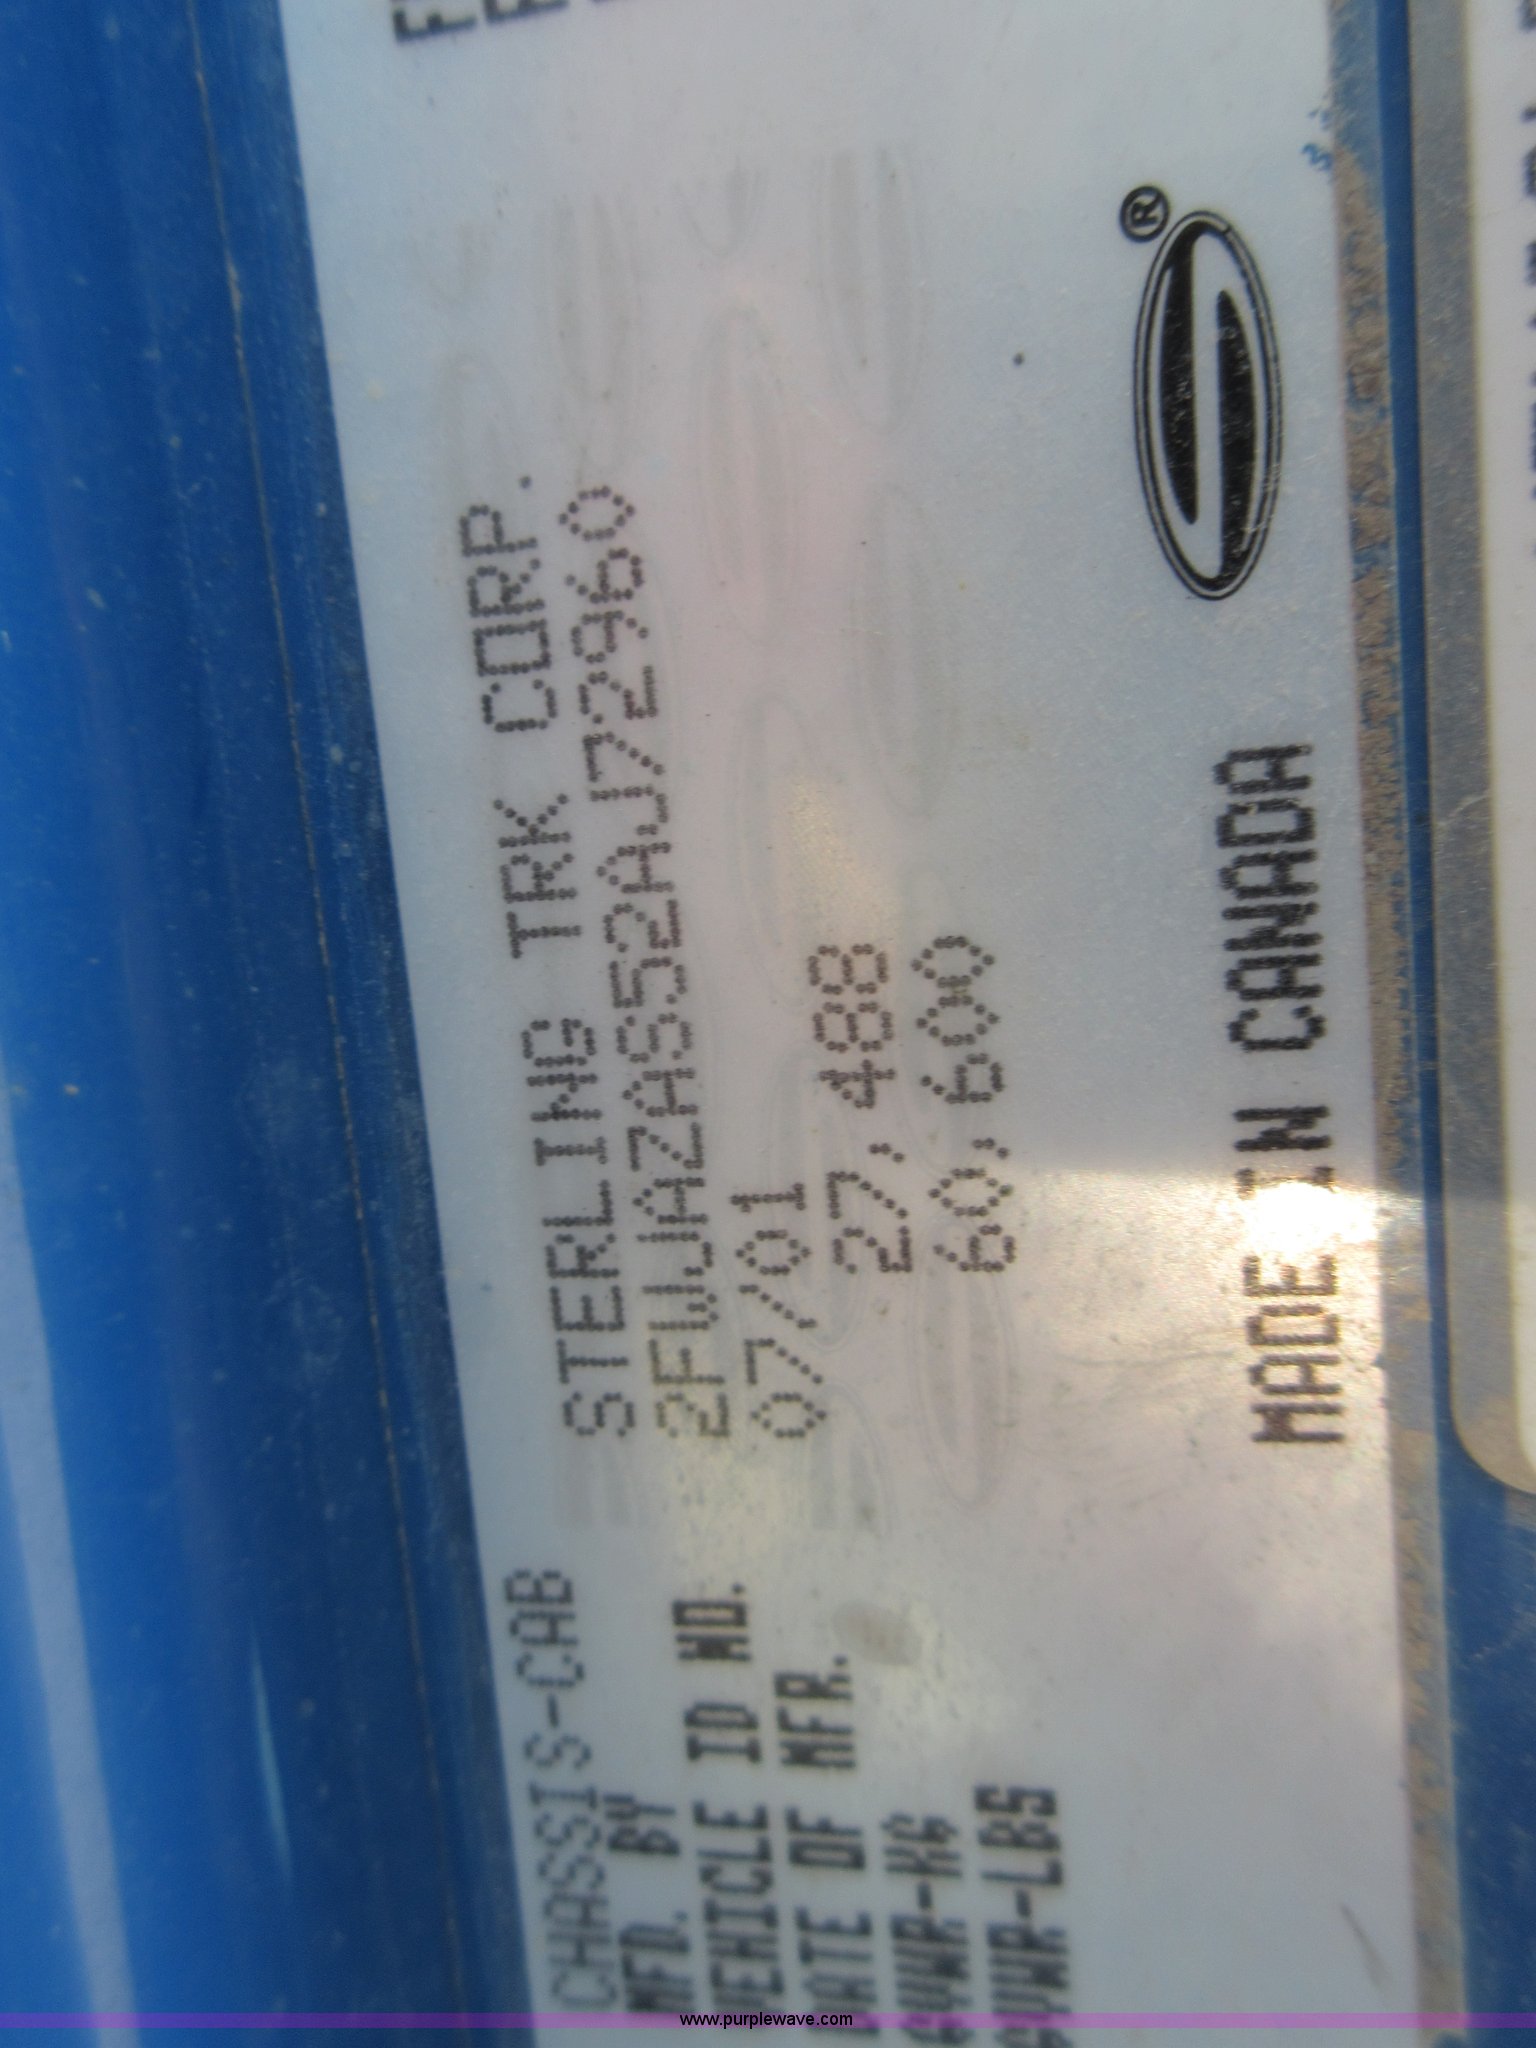 CHASSIS-CAB
MFD. BY STERLING TRK CORP.
VEHICLE ID NO. 2FWJAZAS52AJ72960
DATE OF MFR. 07/01
GVWR-KG 27,488
GVWR-LBS 60,600
MADE IN CANADA
®
www.purplewave.com